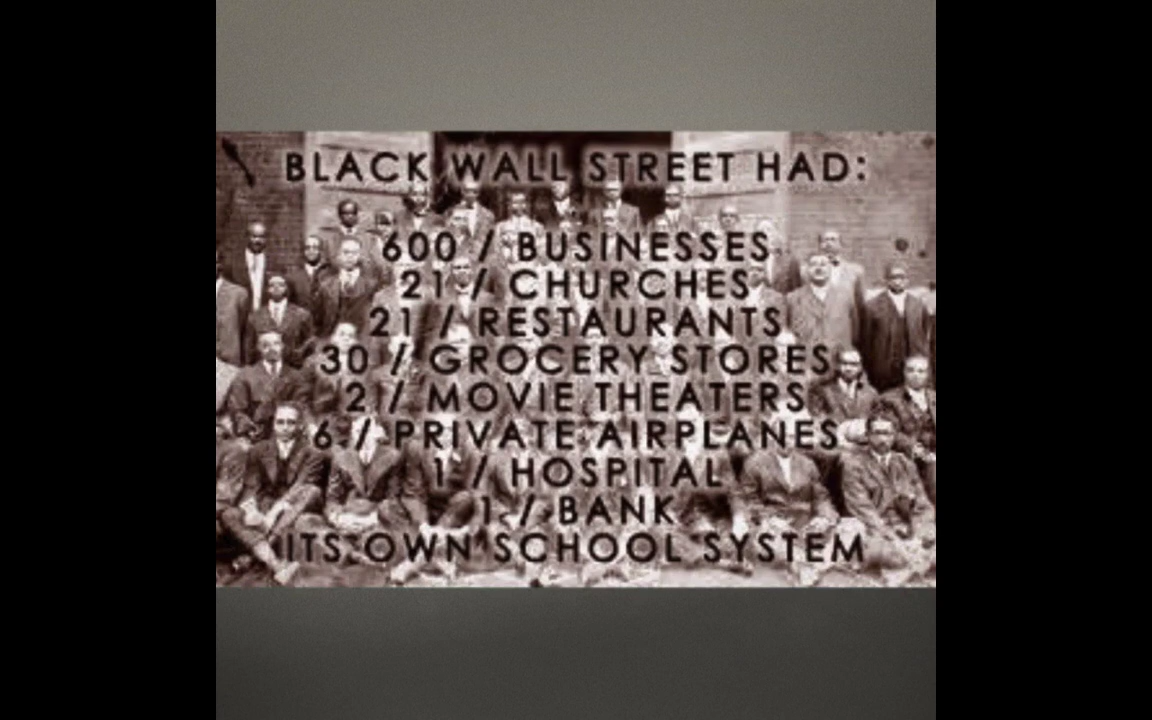 BLACK WALL STREET HAD:
600 / BUSINESSES
21 / CHURCHES
21 / RESTAURANTS
30 / GROCERY STORES
2 / MOVIE THEATERS
6 / PRIVATE AIRPLANES
1 / HOSPITAL
1 / BANK
ITS OWN SCHOOL SYSTEM